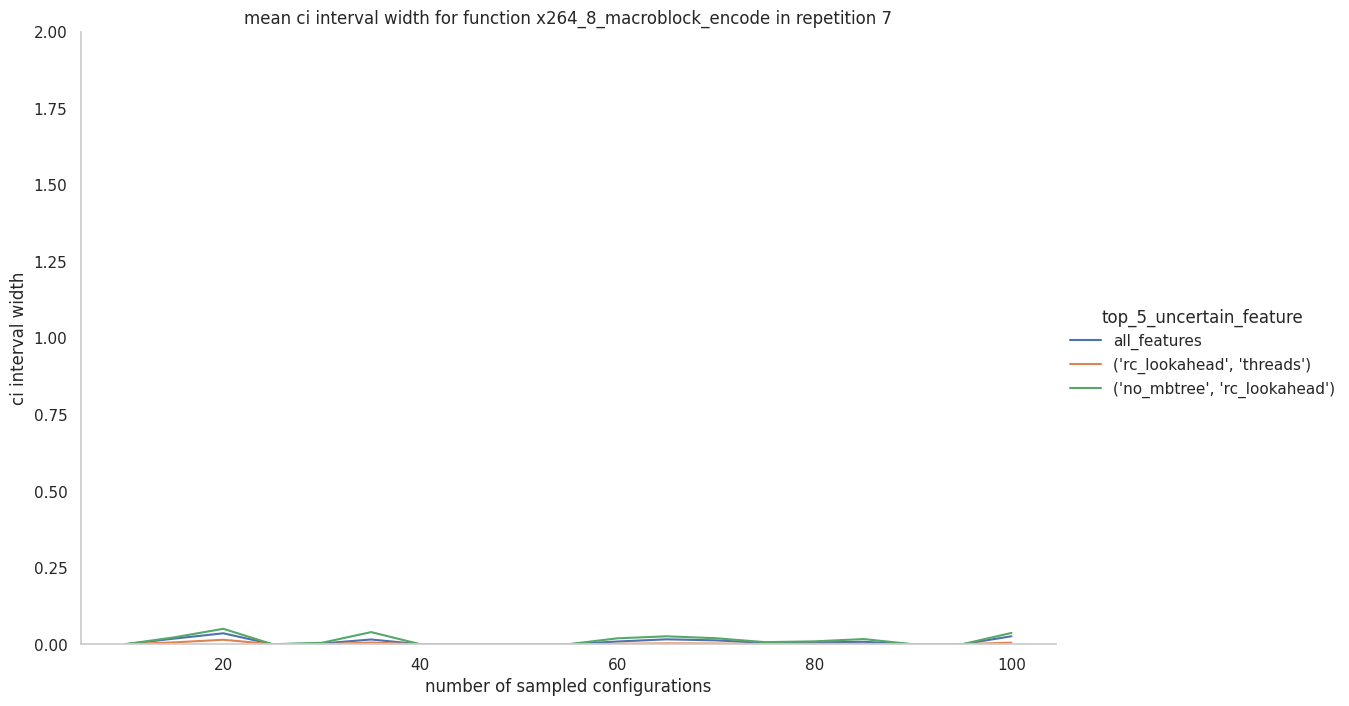 mean ci interval width for function x264_8_macroblock_encode in repetition 7
2.00
1.75
1.50
1.25
1.00
0.75
0.50
0.25
0.00
ci interval width
20
40
60
80
100
number of sampled configurations
top_5_uncertain_feature
all_features
('rc_lookahead', 'threads')
('no_mbtree', 'rc_lookahead')